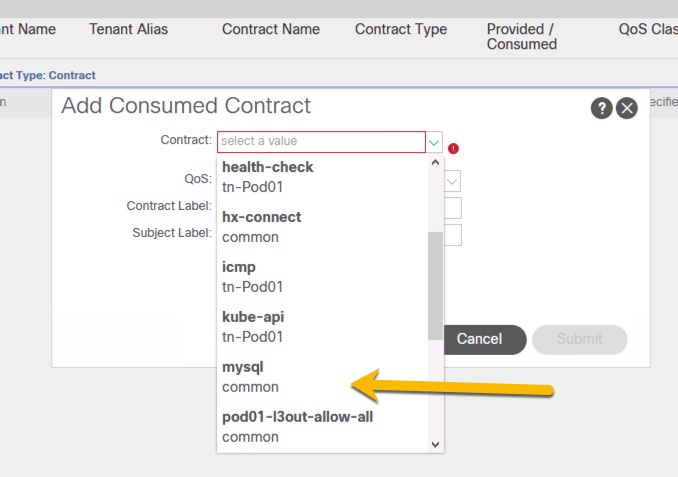 nt Name Tenant Alias Contract Name Contract Type Provided / Consumed QoS Clas
act Type: Contract
m
ecifie
Add Consumed Contract
?
Contract: select a value
!
health-check
tn-Pod01
QoS:
hx-connect
common
Contract Label:
Subject Label:
icmp
tn-Pod01
kube-api
tn-Pod01
Cancel Submit
mysql
common
pod01-l3out-allow-all
common